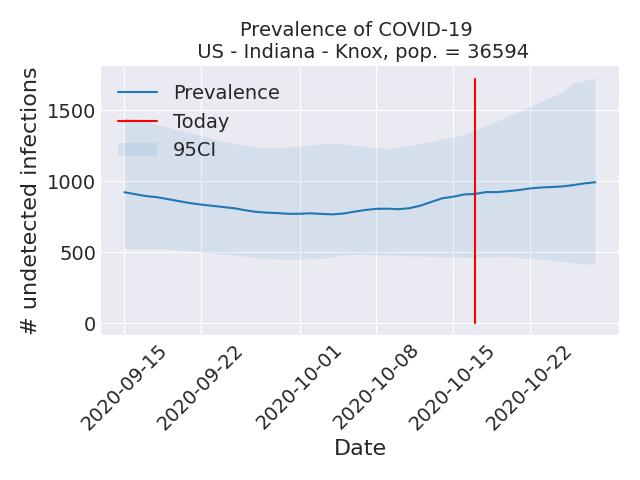 Prevalence of COVID-19
US - Indiana - Knox, pop. = 36594
# undetected infections
1500
1000
500
0
Prevalence
Today
95CI
2020-09-15
2020-09-22
2020-10-01
2020-10-08
2020-10-15
2020-10-22
Date